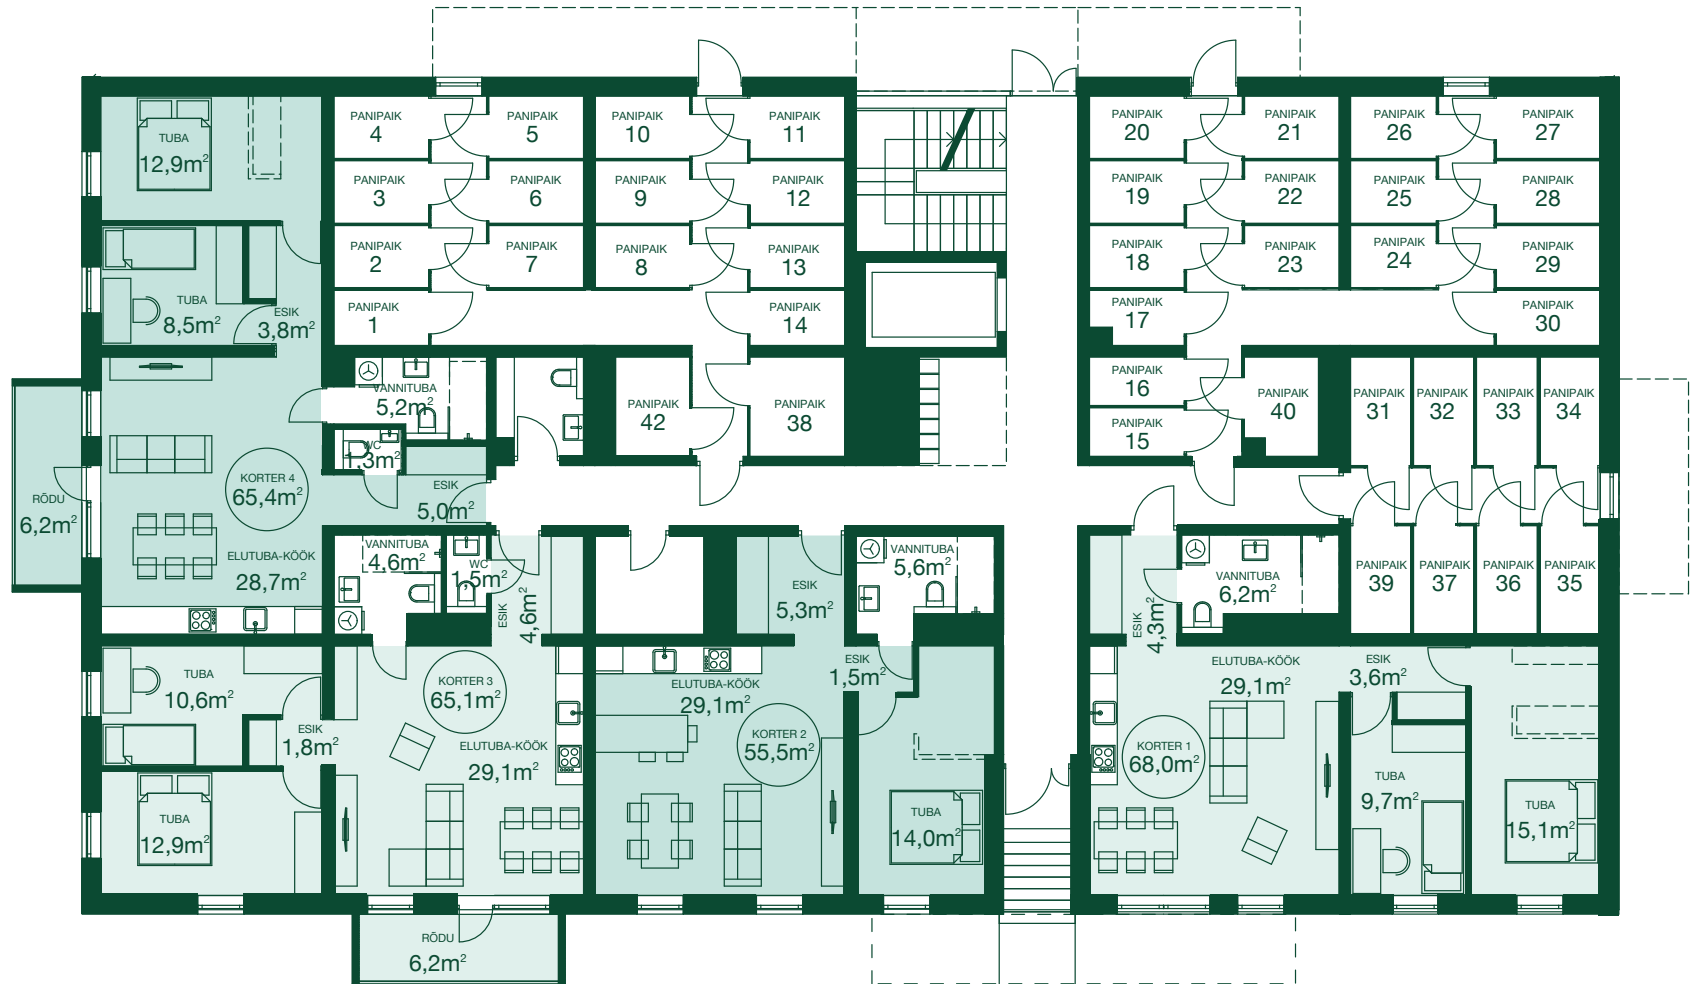 TUBA
12,9m²
PANIPAIK
4
PANIPAIK
5
PANIPAIK
10
PANIPAIK
11
PANIPAIK
20
PANIPAIK
21
PANIPAIK
26
PANIPAIK
27
PANIPAIK
3
PANIPAIK
6
PANIPAIK
9
PANIPAIK
12
PANIPAIK
19
PANIPAIK
22
PANIPAIK
25
PANIPAIK
28
PANIPAIK
2
PANIPAIK
7
PANIPAIK
8
PANIPAIK
13
PANIPAIK
18
PANIPAIK
23
PANIPAIK
24
PANIPAIK
29
TUBA
8,5m²
ESIK
3,8m²
PANIPAIK
1
PANIPAIK
14
PANIPAIK
17
PANIPAIK
30
VANNITUBA
5,2m²
WC
1,3m²
PANIPAIK
42
PANIPAIK
38
PANIPAIK
16
PANIPAIK
15
PANIPAIK
40
PANIPAIK
31
PANIPAIK
32
PANIPAIK
33
PANIPAIK
34
RÕDU
6,2m²
KORTER 4
65,4m²
ESIK
5,0m²
ELUTUBA-KÖÖK
28,7m²
VANNITUBA
4,6m²
WC
1,5m²
ESIK
4,6m²
ESIK
5,3m²
VANNITUBA
5,6m²
ESIK
4,3m²
VANNITUBA
6,2m²
PANIPAIK
39
PANIPAIK
37
PANIPAIK
36
PANIPAIK
35
TUBA
10,6m²
ESIK
1,8m²
KORTER 3
65,1m²
ELUTUBA-KÖÖK
29,1m²
ELUTUBA-KÖÖK
29,1m²
KORTER 2
55,5m²
ESIK
1,5m²
ELUTUBA-KÖÖK
29,1m²
KORTER 1
68,0m²
ESIK
3,6m²
TUBA
12,9m²
TUBA
14,0m²
TUBA
9,7m²
TUBA
15,1m²
RÕDU
6,2m²